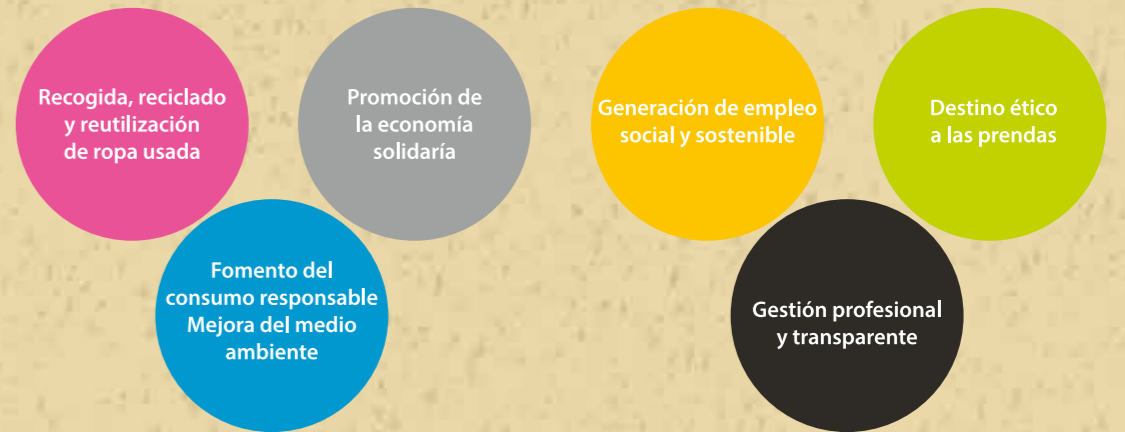 Recogida, reciclado
y reutilización
de ropa usada
Promoción de
la economía
solidaría
Generación de empleo
social y sostenible
Destino ético
a las prendas
Fomento del
consumo responsable
Mejora del medio
ambiente
Gestión profesional
y transparente